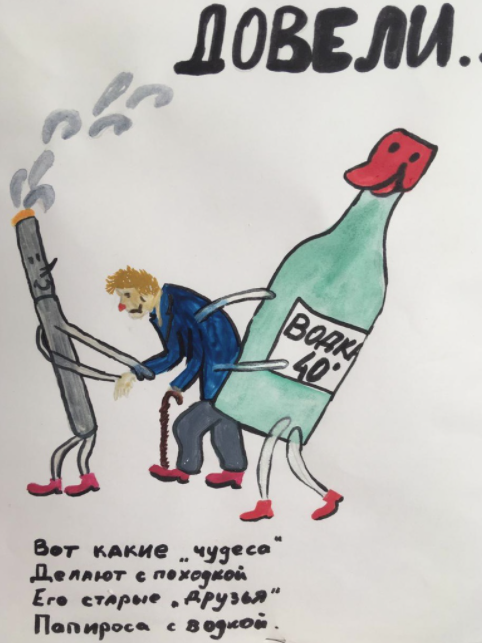 ДОВЕЛИ..
ВОДКА
40°
Вот какие „чудеса“
Делают с походкой
Его старые „друзья“
Папироса с водкой.